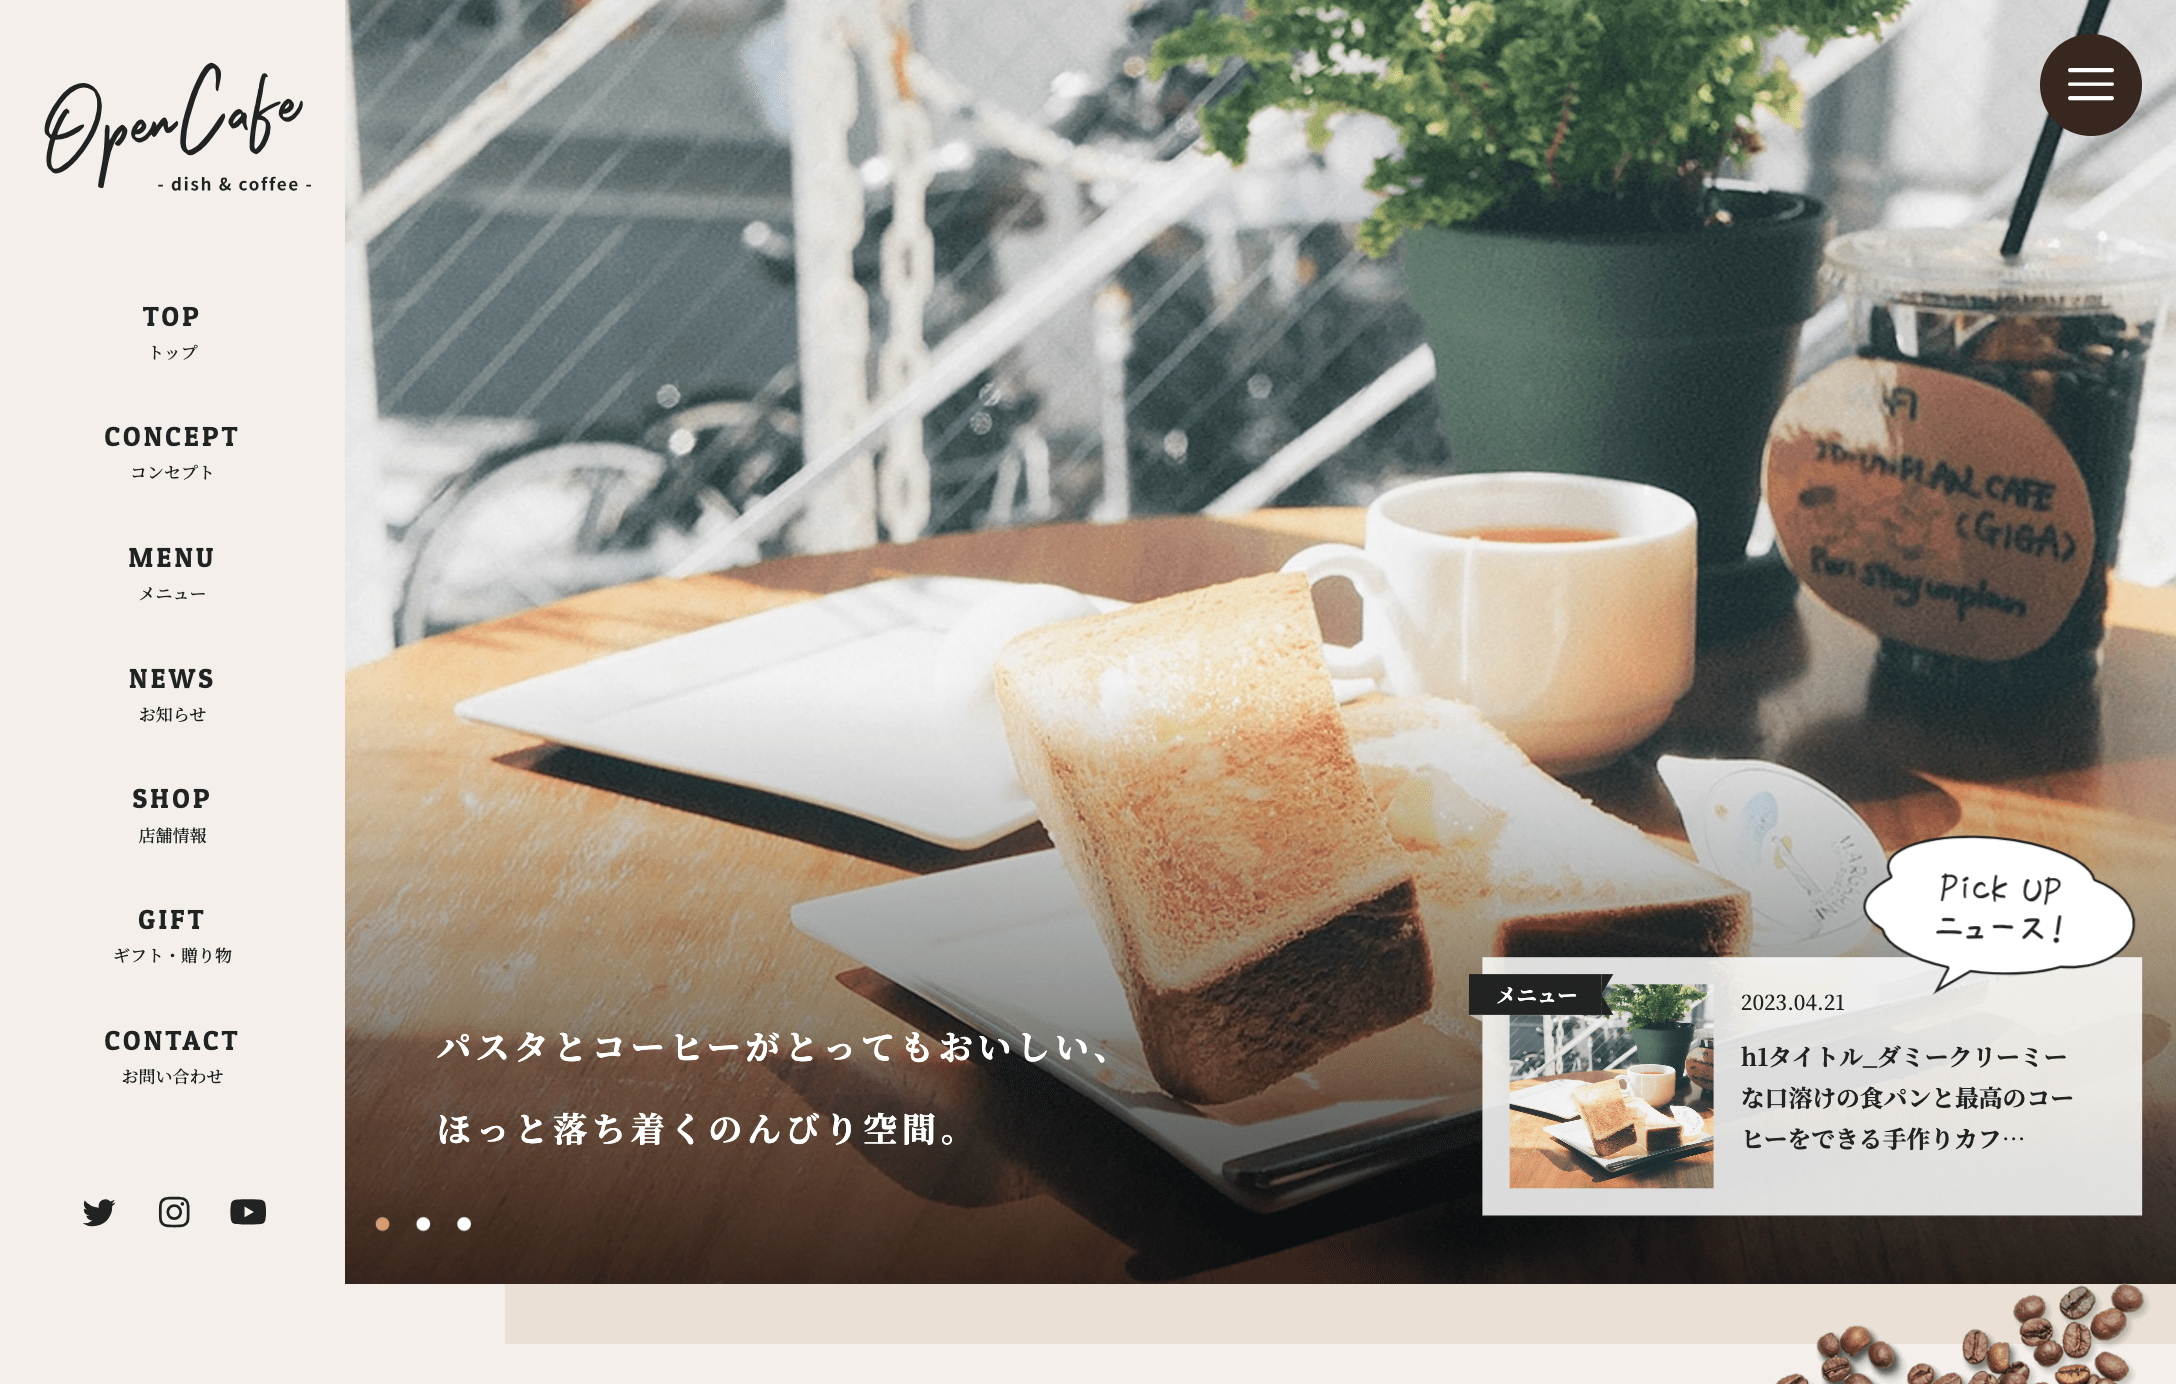 Open Cafe
- dish & coffee -
TOP
トップ
CONCEPT
コンセプト
MENU
メニュー
NEWS
お知らせ
SHOP
店舗情報
GIFT
ギフト・贈り物
CONTACT
お問い合わせ
CAFE
(GIGA)
パスタとコーヒーがとってもおいしい、
ほっと落ち着くのんびり空間。
Pick UP
ニュース!
メニュー
2023.04.21
h1タイトル_ダミークリーミー
な口溶けの食パンと最高のコー
ヒーをできる手作りカフ…